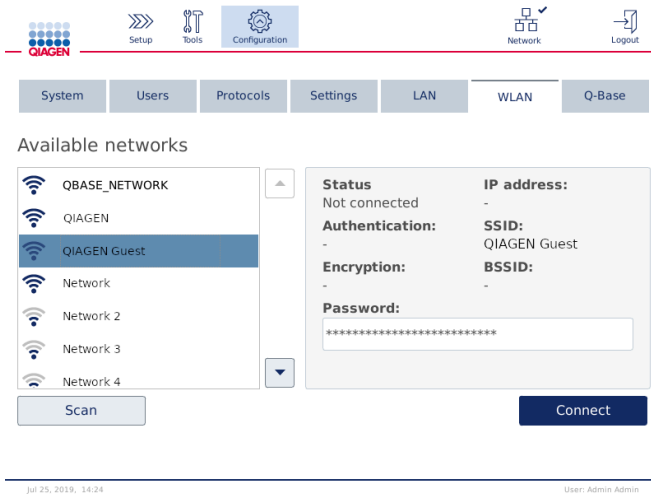 QIAGEN
Setup
Tools
Configuration
Network
Logout
System
Users
Protocols
Settings
LAN
WLAN
Q-Base
Available networks
QBASE_NETWORK
QIAGEN
QIAGEN Guest
Network
Network 2
Network 3
Network 4
Status
Not connected
IP address:
-
Authentication:
-
SSID:
QIAGEN Guest
Encryption:
-
BSSID:
-
Password:
**************************
Scan
Connect
Jul 25, 2019, 14:24
User: Admin Admin